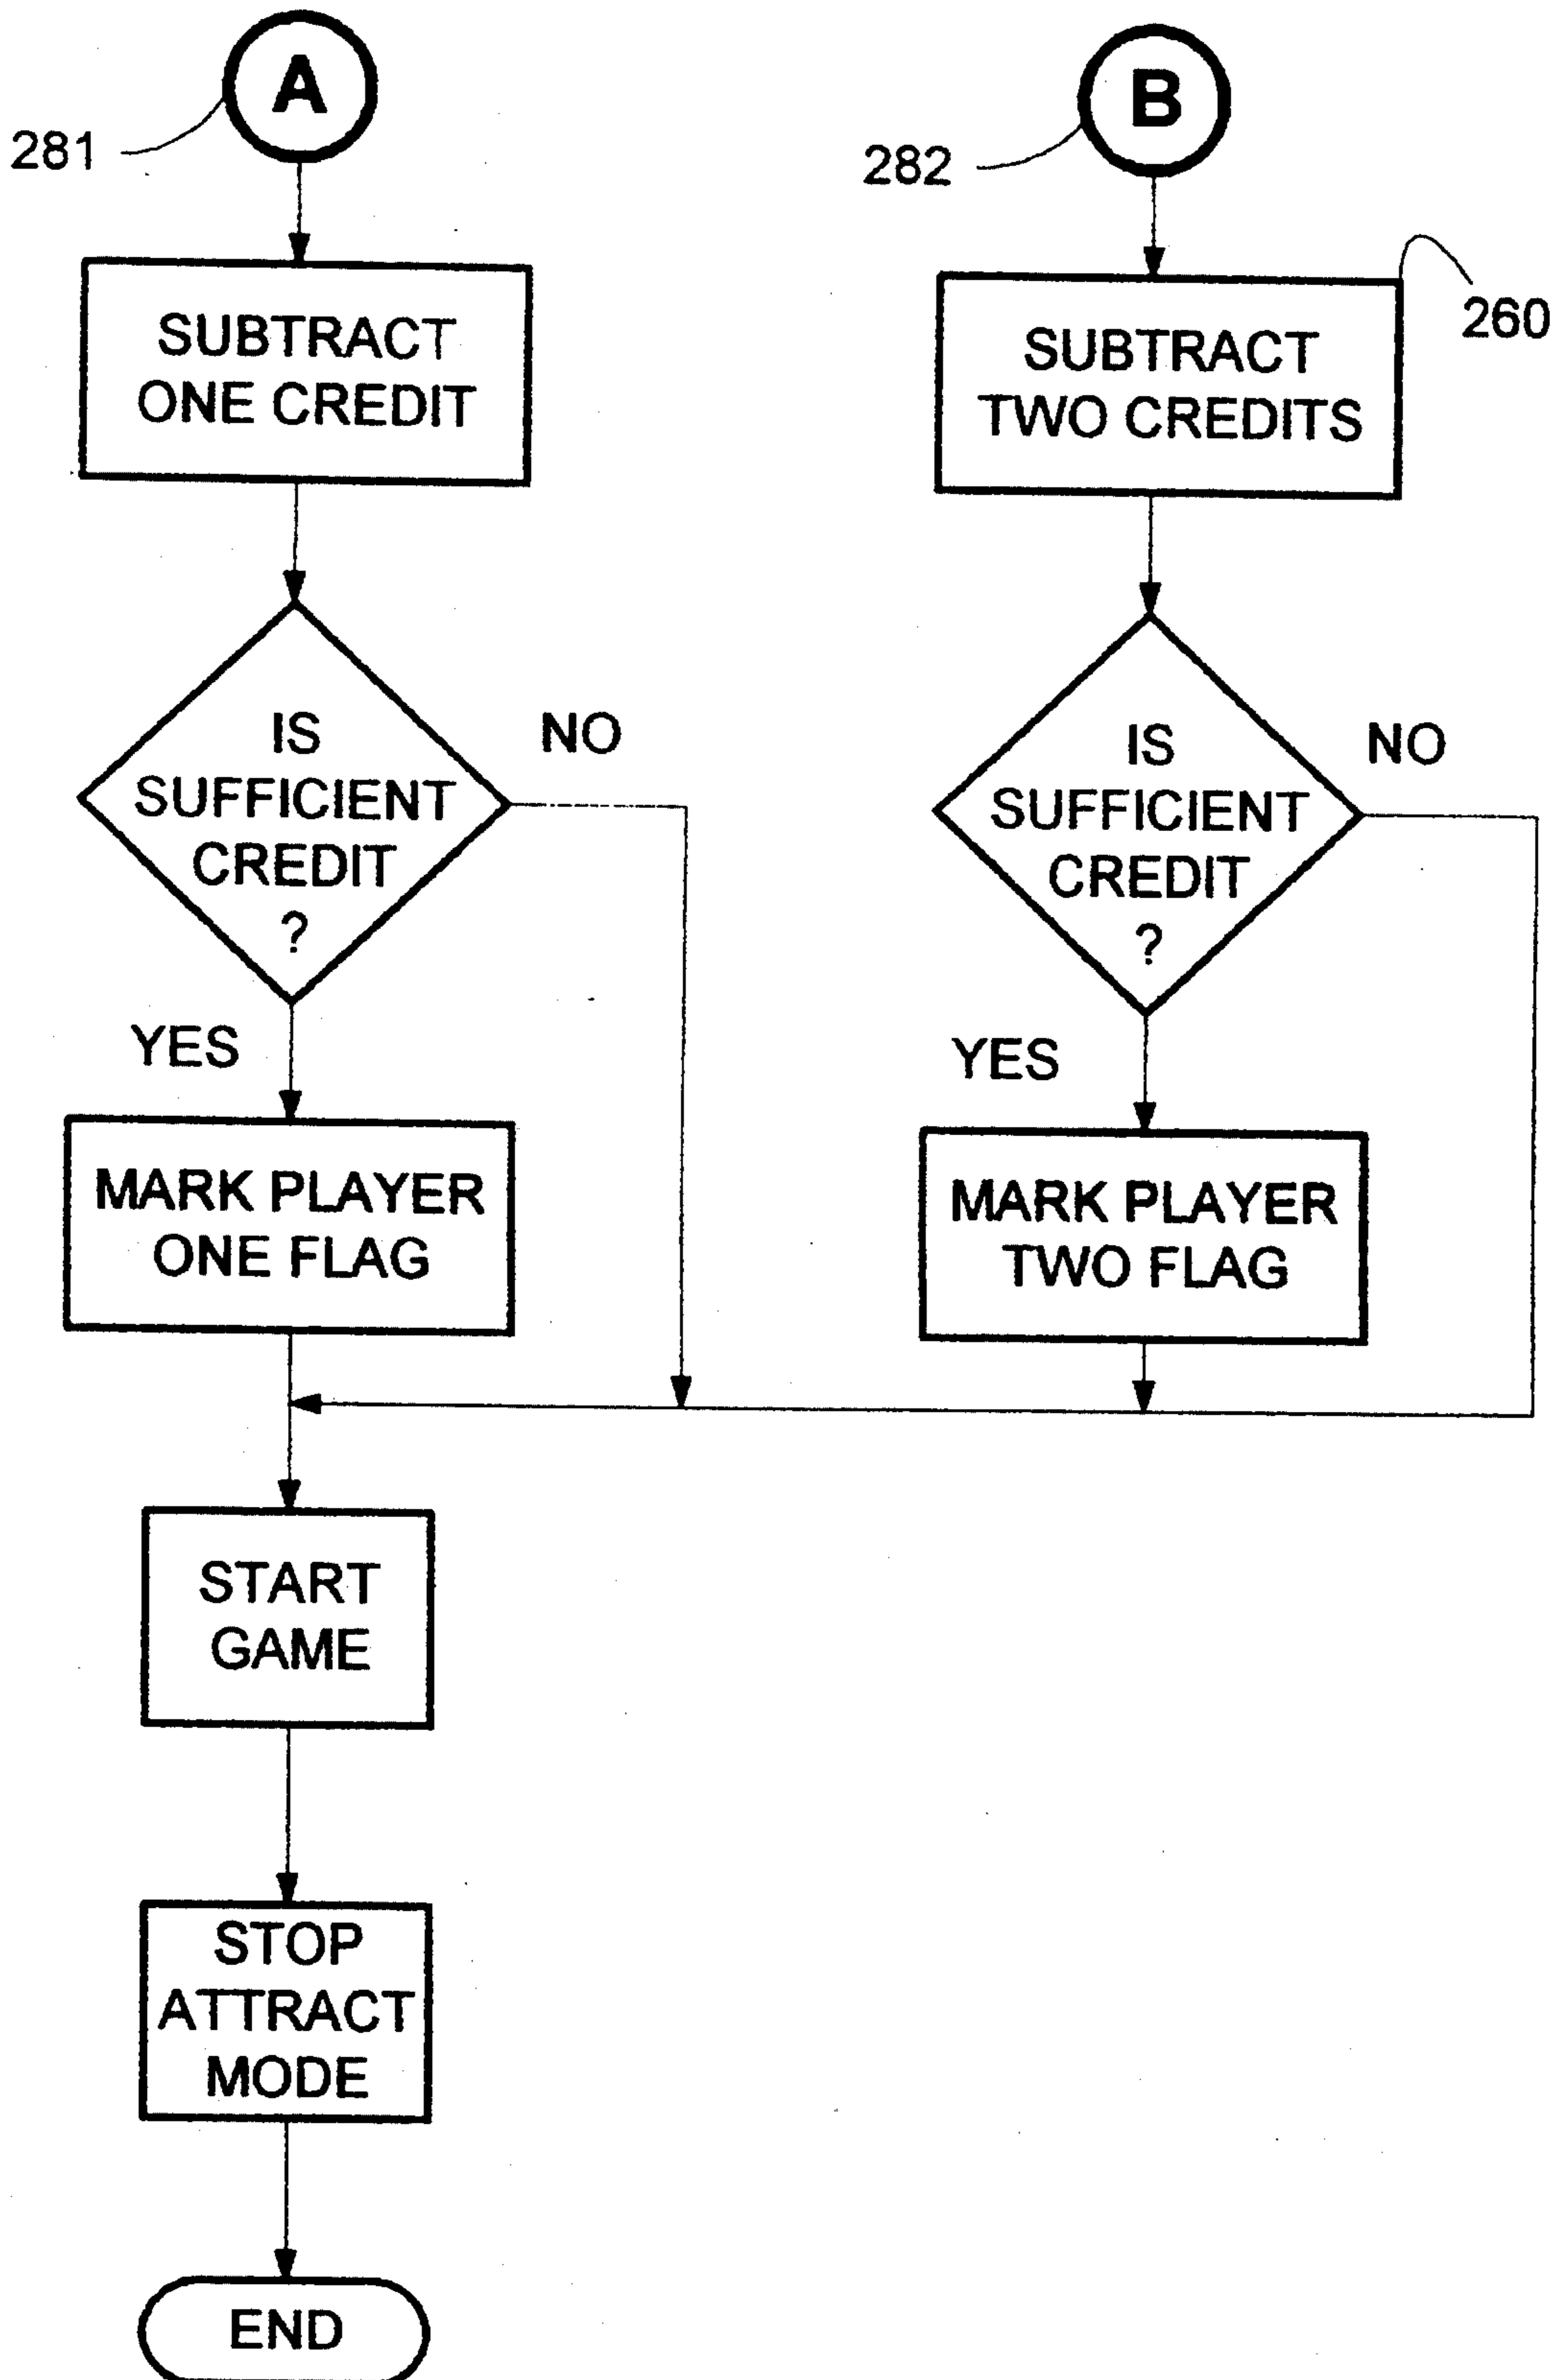 A
281
SUBTRACT
ONE CREDIT
IS
SUFFICIENT
CREDIT
?
NO
YES
MARK PLAYER
ONE FLAG
B
282
260
SUBTRACT
TWO CREDITS
IS
SUFFICIENT
CREDIT
?
NO
YES
MARK PLAYER
TWO FLAG
START
GAME
STOP
ATTRACT
MODE
END